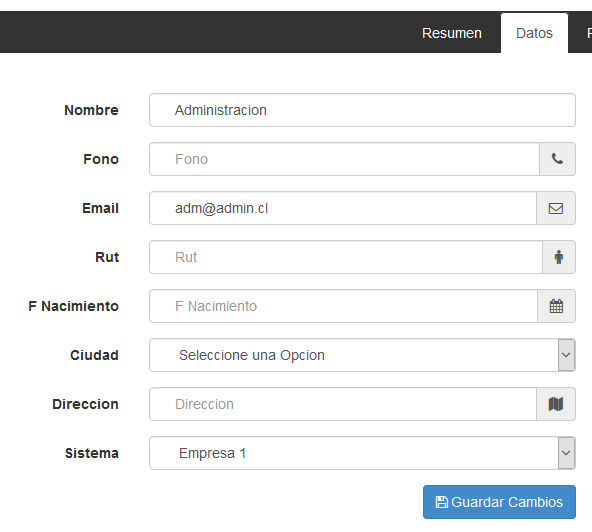 Resumen Datos
Nombre Administracion
Fono Fono
Email adm@admin.cl
Rut Rut
F Nacimiento F Nacimiento
Ciudad Seleccione una Opcion
Direccion Direccion
Sistema Empresa 1
Guardar Cambios